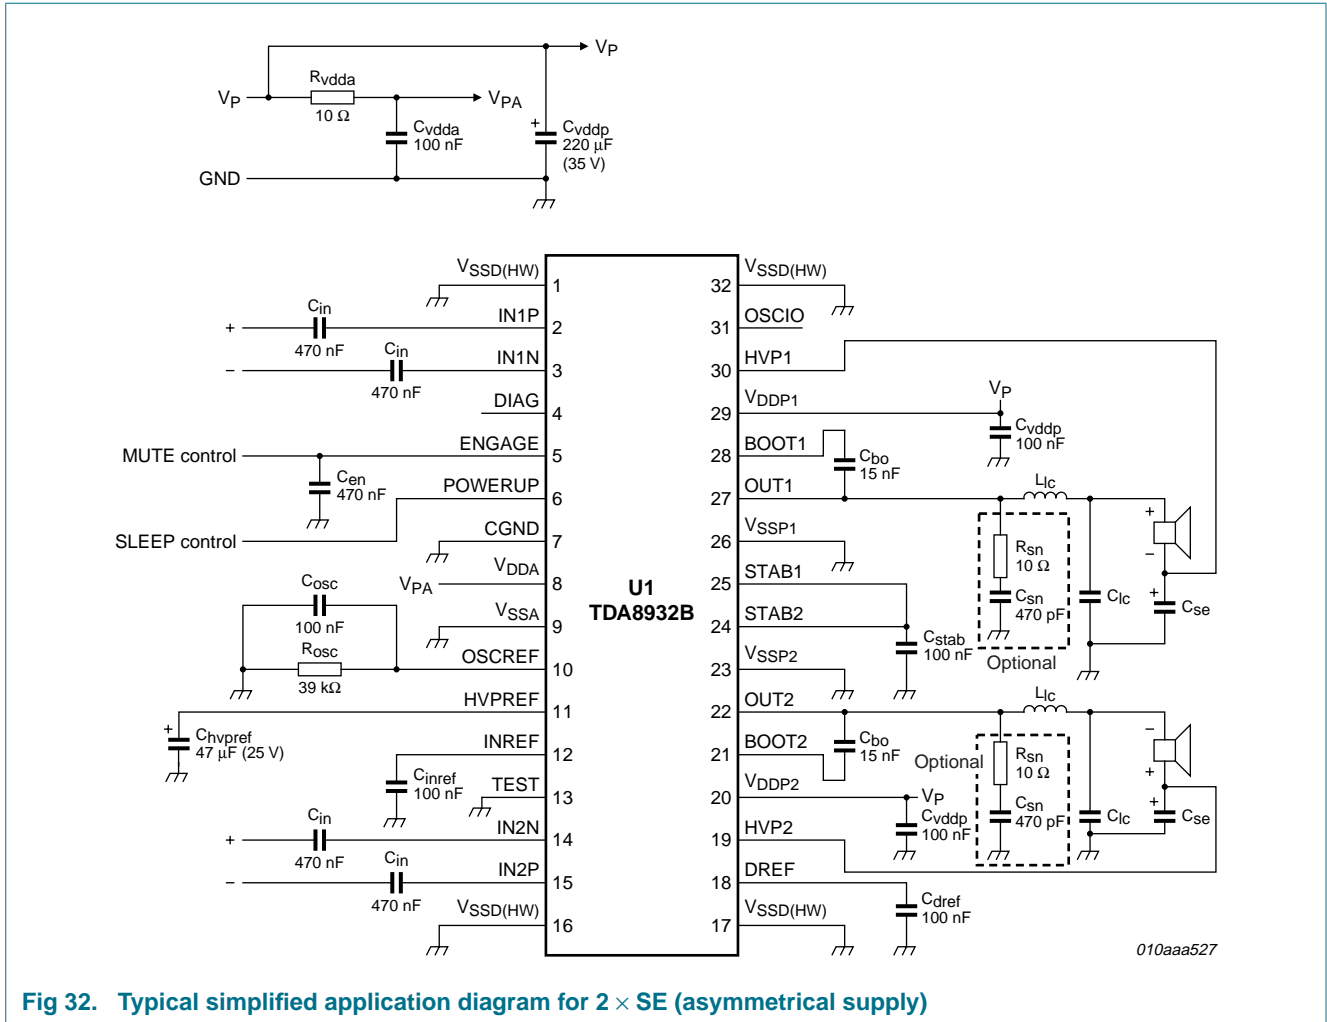 VP
Rvdda
VP
10 Ω
VPA
Cvdda
100 nF
+
Cvddp
220 μF
(35 V)
GND
VSSD(HW)
1
Cin
+
470 nF
IN1P
2
Cin
−
470 nF
IN1N
3
DIAG
4
MUTE control
ENGAGE
5
Cen
470 nF
POWERUP
6
SLEEP control
CGND
7
VPA
VDDA
8
Cosc
100 nF
VSSA
9
Rosc
39 kΩ
OSCREF
10
HVPREF
11
+
Chvpref
47 μF (25 V)
INREF
12
Cinref
100 nF
TEST
13
Cin
+
470 nF
IN2N
14
Cin
−
470 nF
IN2P
15
VSSD(HW)
16
U1
TDA8932B
32
VSSD(HW)
31
OSCIO
30
HVP1
29
VDDP1
VP
Cvddp
100 nF
28
BOOT1
Cbo
15 nF
27
OUT1
Llc
26
VSSP1
Rsn
10 Ω
Csn
470 pF
Optional
Clc
+
−
+
Cse
25
STAB1
24
STAB2
Cstab
100 nF
23
VSSP2
22
OUT2
Llc
21
BOOT2
Cbo
15 nF
Optional
Rsn
10 Ω
Csn
470 pF
Clc
−
+
+
Cse
20
VDDP2
VP
Cvddp
100 nF
19
HVP2
18
DREF
Cdref
100 nF
17
VSSD(HW)
010aaa527
Fig 32. Typical simplified application diagram for 2 × SE (asymmetrical supply)